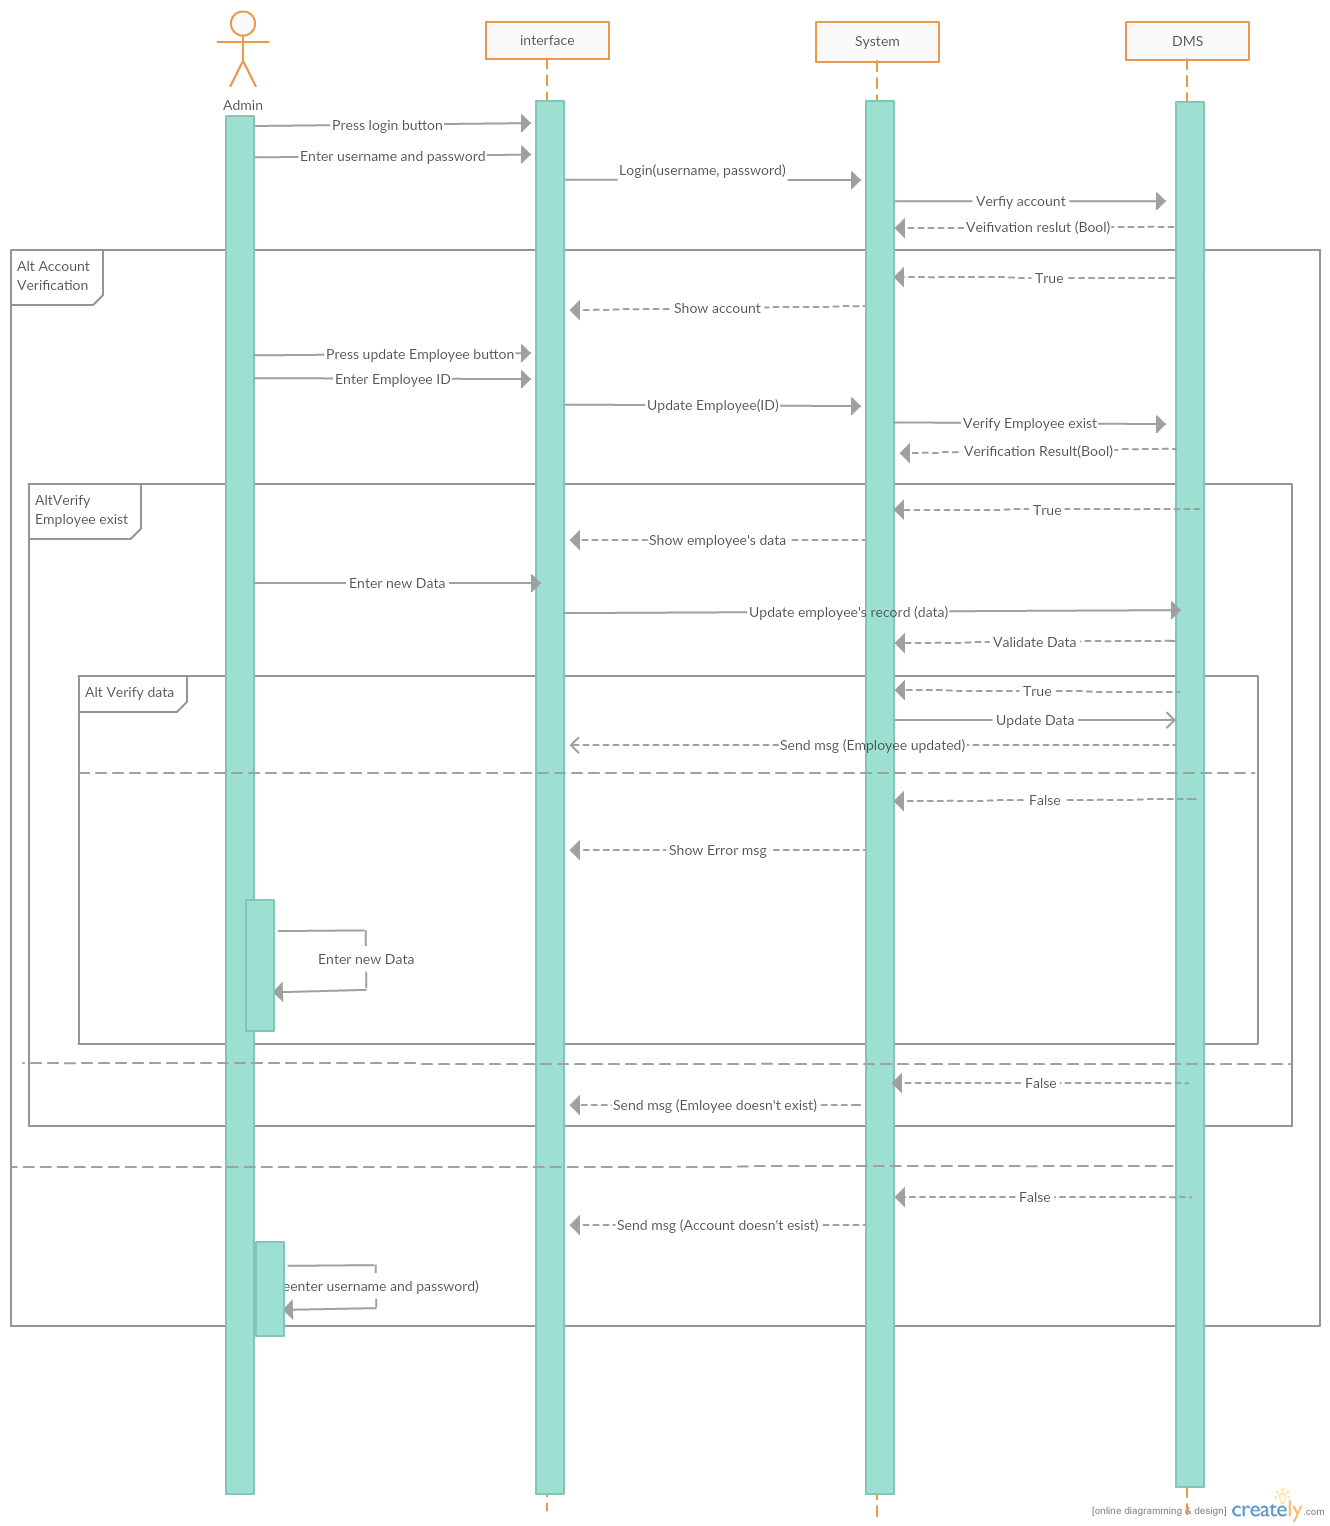 interface
System
DMS
Admin
Press login button
Enter username and password
Login(username, password)
Verfiy account
Veifivation reslut (Bool)
Alt Account
Verification
True
Show account
Press update Employee button
Enter Employee ID
Update Employee(ID)
Verify Employee exist
Verification Result(Bool)
AltVerify
Employee exist
True
Show employee's data
Enter new Data
Update employee's record (data)
Validate Data
Alt Verify data
True
Update Data
Send msg (Employee updated)
False
Show Error msg
Enter new Data
False
Send msg (Emloyee doesn't exist)
False
Send msg (Account doesn't esist)
eenter username and password)
[online diagramming & design] creately.com